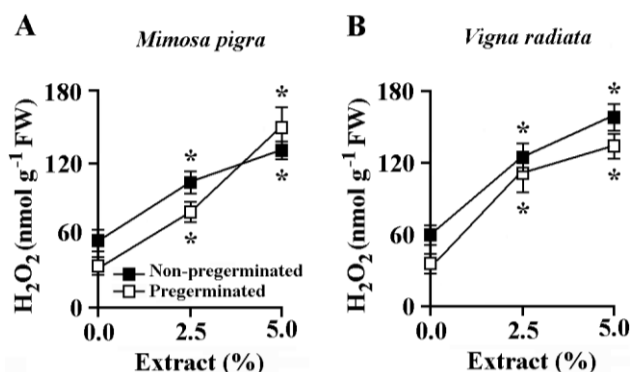 A
Mimosa pigra
H₂O₂ (nmol g⁻¹ FW)
180
120
60
0
*
*
*
*
Non-pregerminated
Pregerminated
0.0 2.5 5.0
Extract (%)
B
Vigna radiata
H₂O₂ (nmol g⁻¹ FW)
180
120
60
0
*
*
*
*
0.0 2.5 5.0
Extract (%)